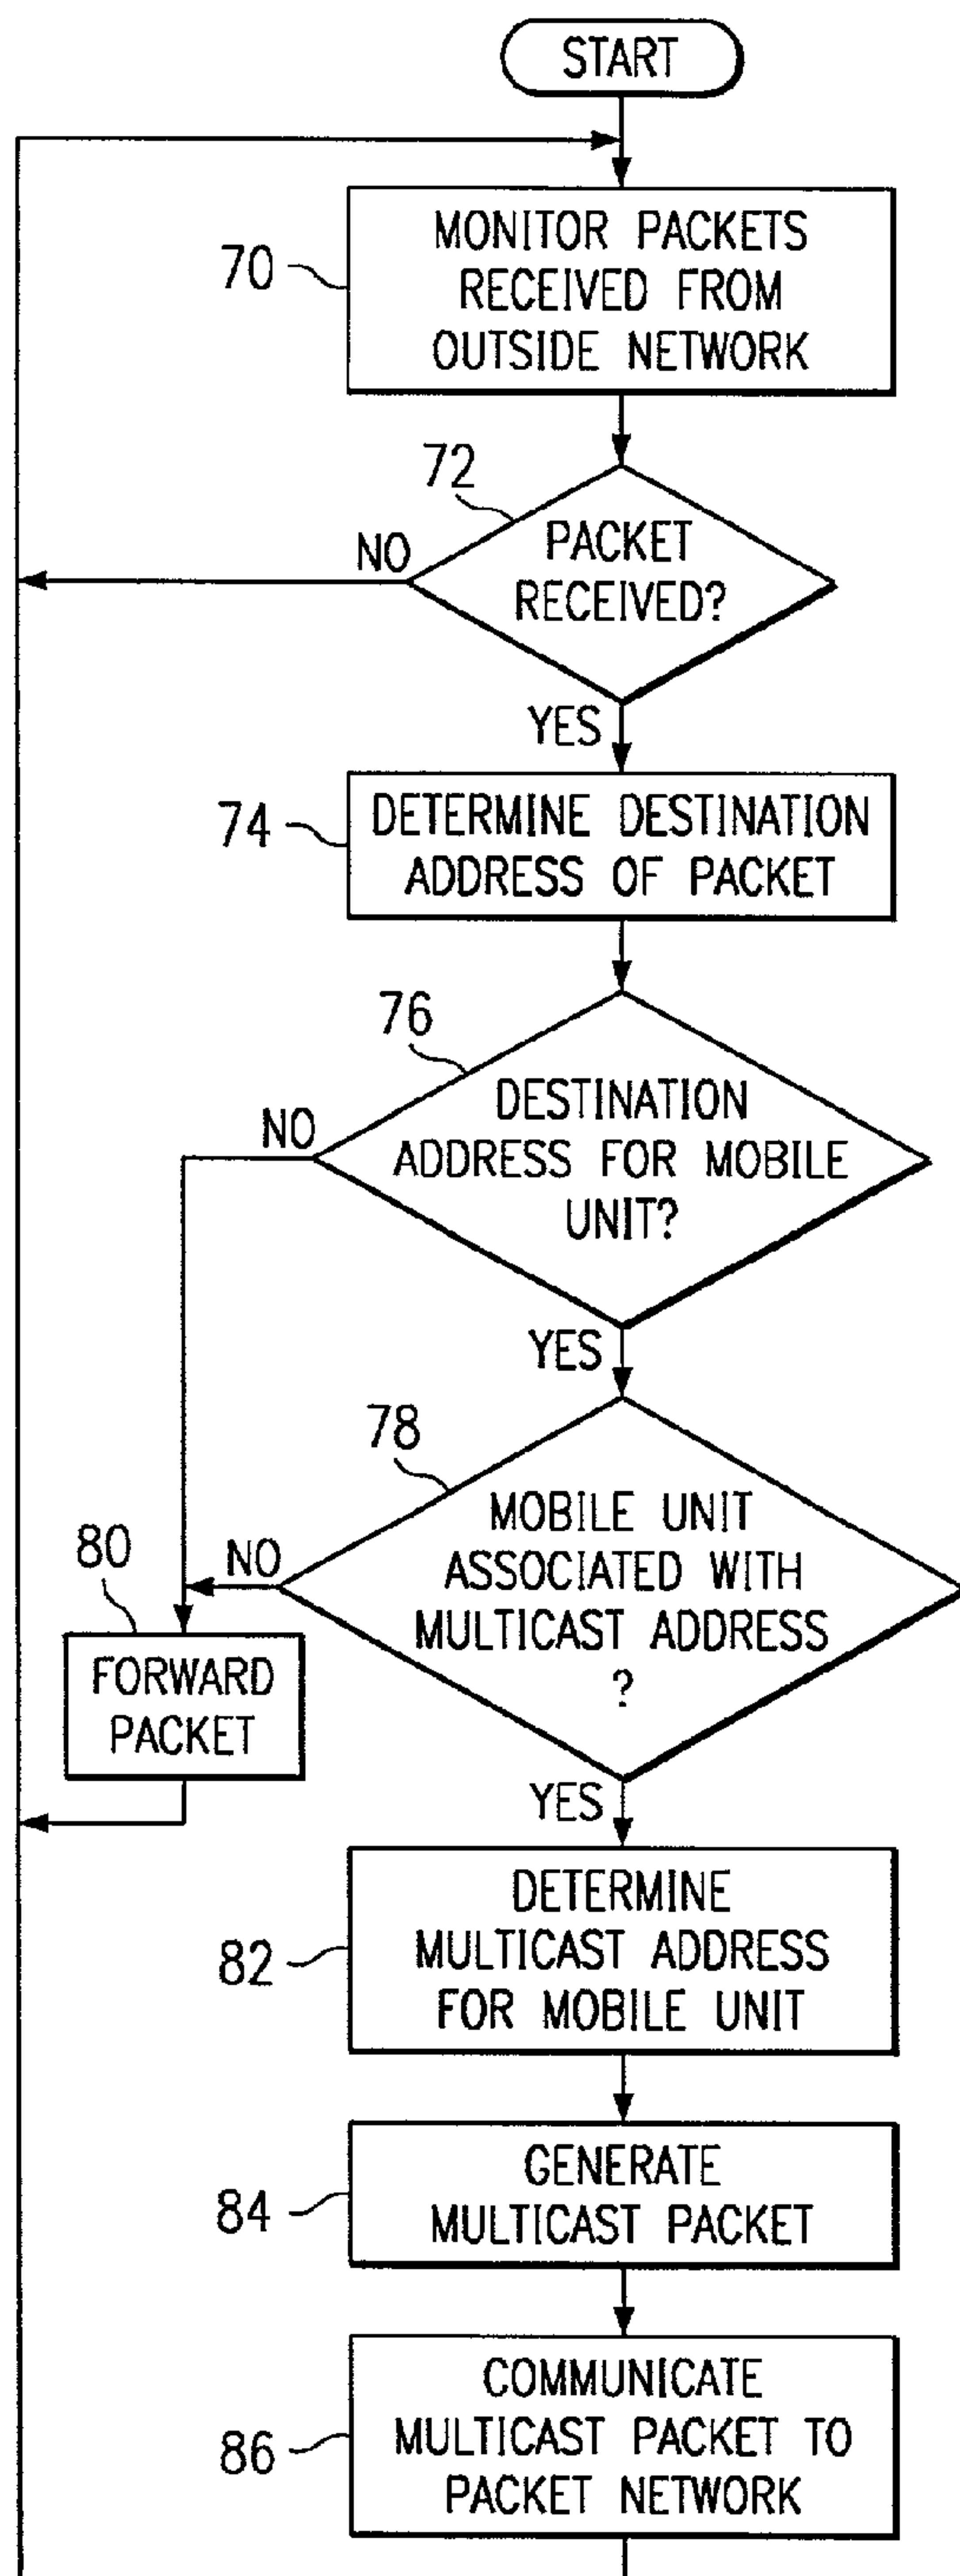 START
70
MONITOR PACKETS
RECEIVED FROM
OUTSIDE NETWORK
72
NO
PACKET
RECEIVED?
YES
74
DETERMINE DESTINATION
ADDRESS OF PACKET
76
NO
DESTINATION
ADDRESS FOR MOBILE
UNIT?
YES
78
80
NO
MOBILE UNIT
ASSOCIATED WITH
MULTICAST ADDRESS
?
FORWARD
PACKET
YES
82
DETERMINE
MULTICAST ADDRESS
FOR MOBILE UNIT
84
GENERATE
MULTICAST PACKET
86
COMMUNICATE
MULTICAST PACKET TO
PACKET NETWORK